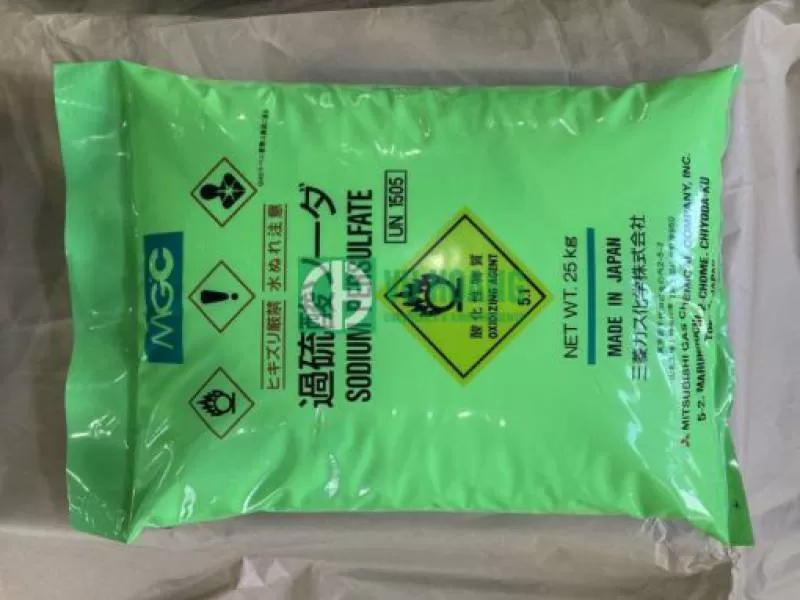 MGC
ヒキズリ厳禁 水ぬれ注意
過硫酸ソーダ
SODIUM PERSULFATE
UN 1505
酸化性物質
OXIDIZING AGENT
5.1
NET WT. 25 kg
MADE IN JAPAN
三菱ガス化学株式会社
MITSUBISHI GAS CHEMICAL COMPANY, INC.
5-2, MARUNOUCHI 2-CHOME, CHIYODA-KU